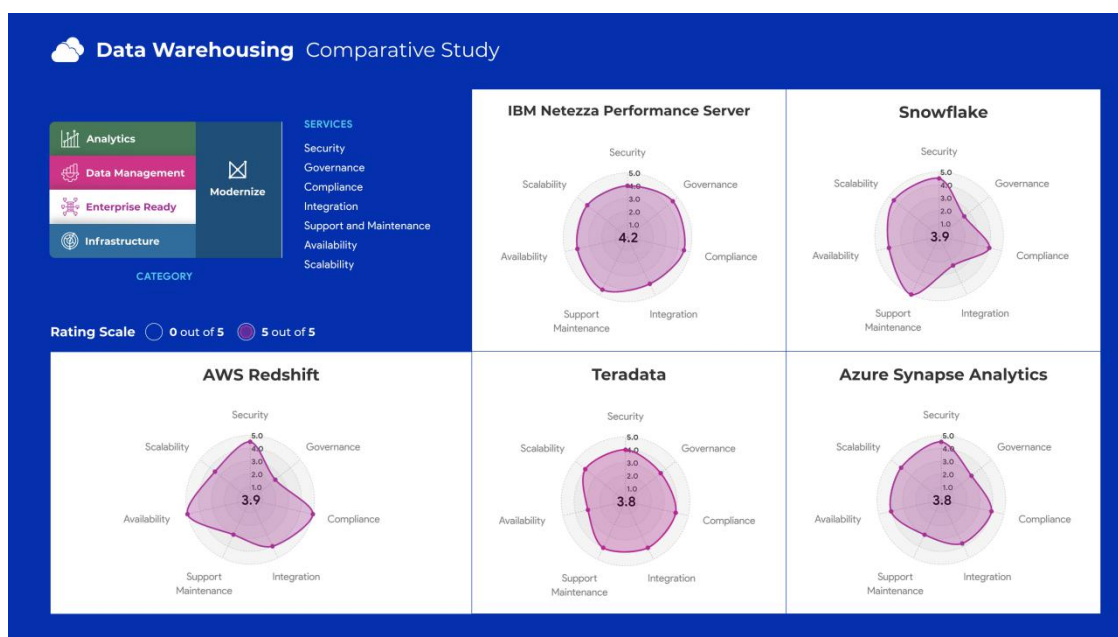 Data Warehousing Comparative Study
Analytics
Data Management
Enterprise Ready
Infrastructure
Modernize
CATEGORY
SERVICES
Security
Governance
Compliance
Integration
Support and Maintenance
Availability
Scalability
Rating Scale 0 out of 5 5 out of 5
IBM Netezza Performance Server
Security
Scalability
Governance
5.0
4.0
3.0
2.0
1.0
4.2
Availability
Compliance
Support
Maintenance
Integration
Snowflake
Security
Scalability
Governance
5.0
4.0
3.0
2.0
1.0
3.9
Availability
Compliance
Support
Maintenance
Integration
AWS Redshift
Security
Scalability
Governance
5.0
4.0
3.0
2.0
1.0
3.9
Availability
Compliance
Support
Maintenance
Integration
Teradata
Security
Scalability
Governance
5.0
4.0
3.0
2.0
1.0
3.8
Availability
Compliance
Support
Maintenance
Integration
Azure Synapse Analytics
Security
Scalability
Governance
5.0
4.0
3.0
2.0
1.0
3.8
Availability
Compliance
Support
Maintenance
Integration